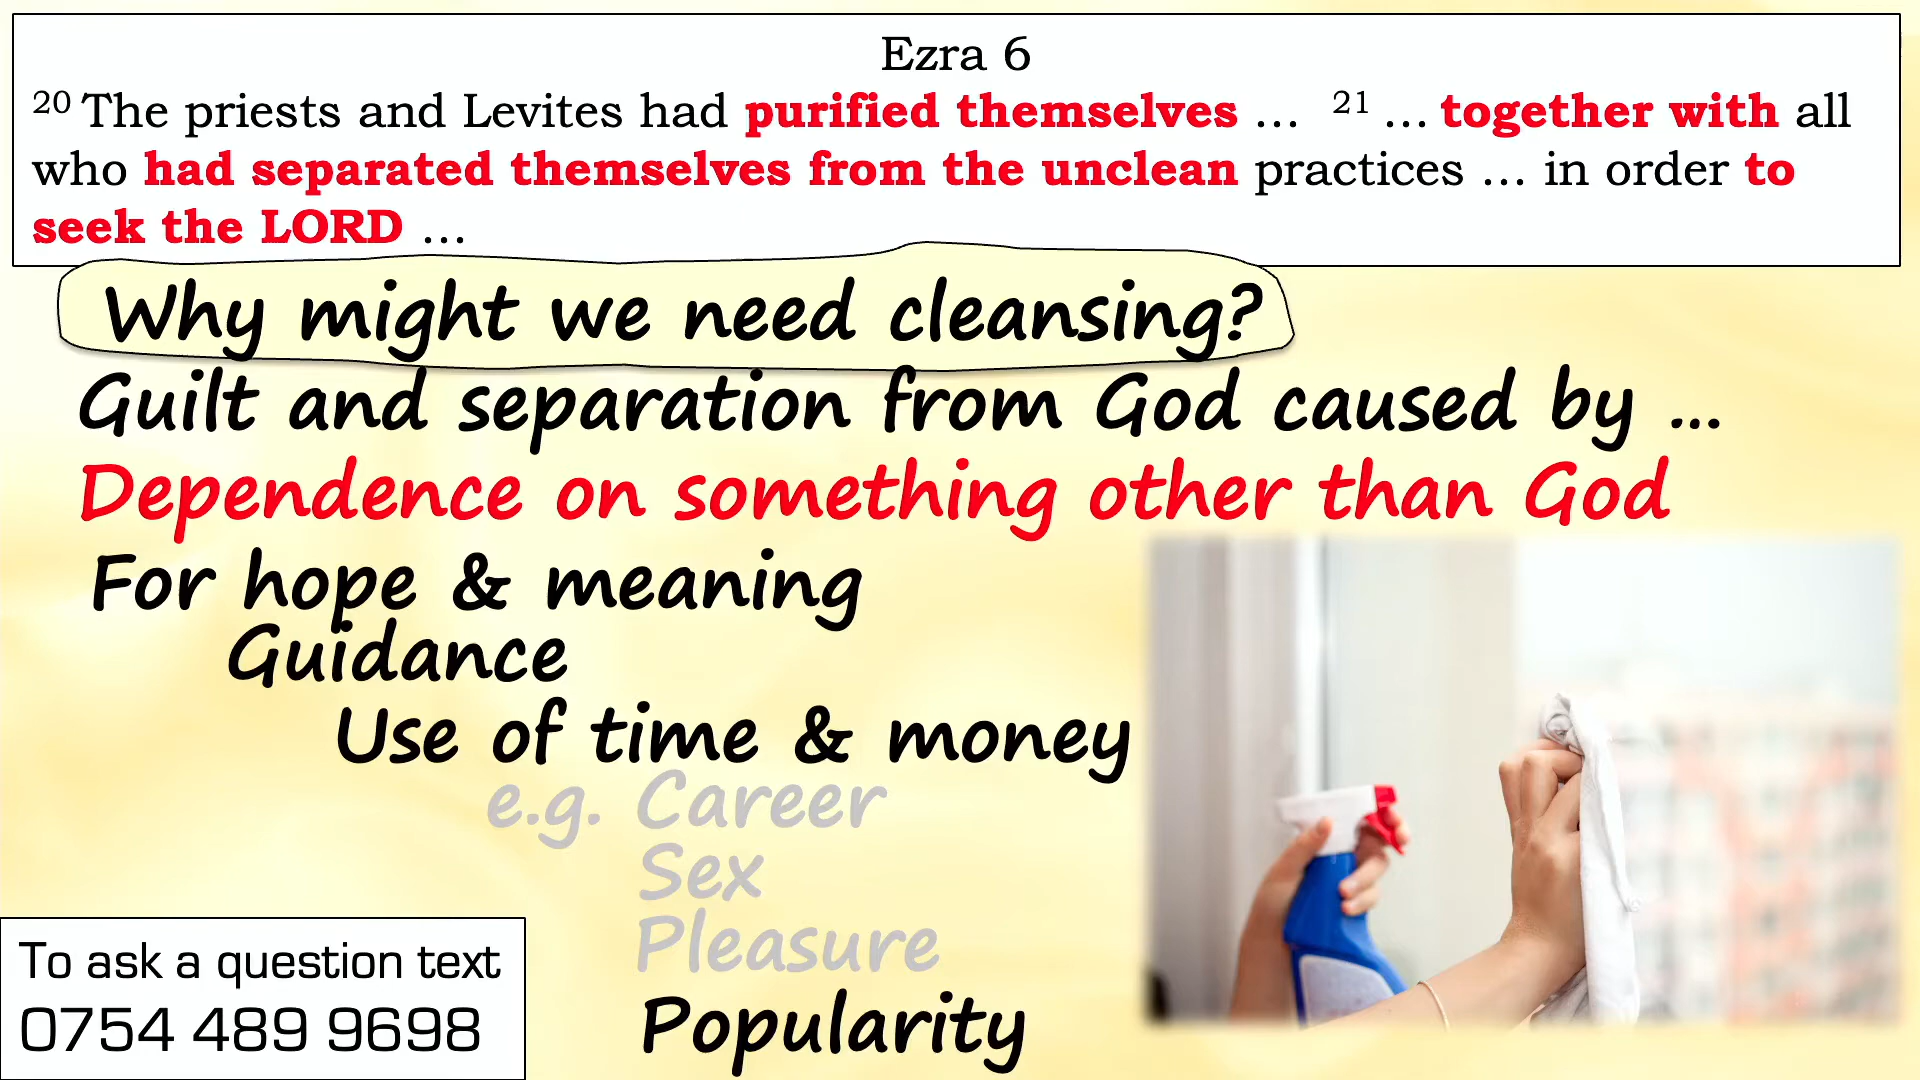 Ezra 6
20 The priests and Levites had purified themselves ... 21 ... together with all
who had separated themselves from the unclean practices ... in order to
seek the LORD ...
Why might we need cleansing?
Guilt and separation from God caused by ...
Dependence on something other than God
For hope & meaning
Guidance
Use of time & money
e.g. Career
Sex
Pleasure
Popularity
To ask a question text
0754 489 9698